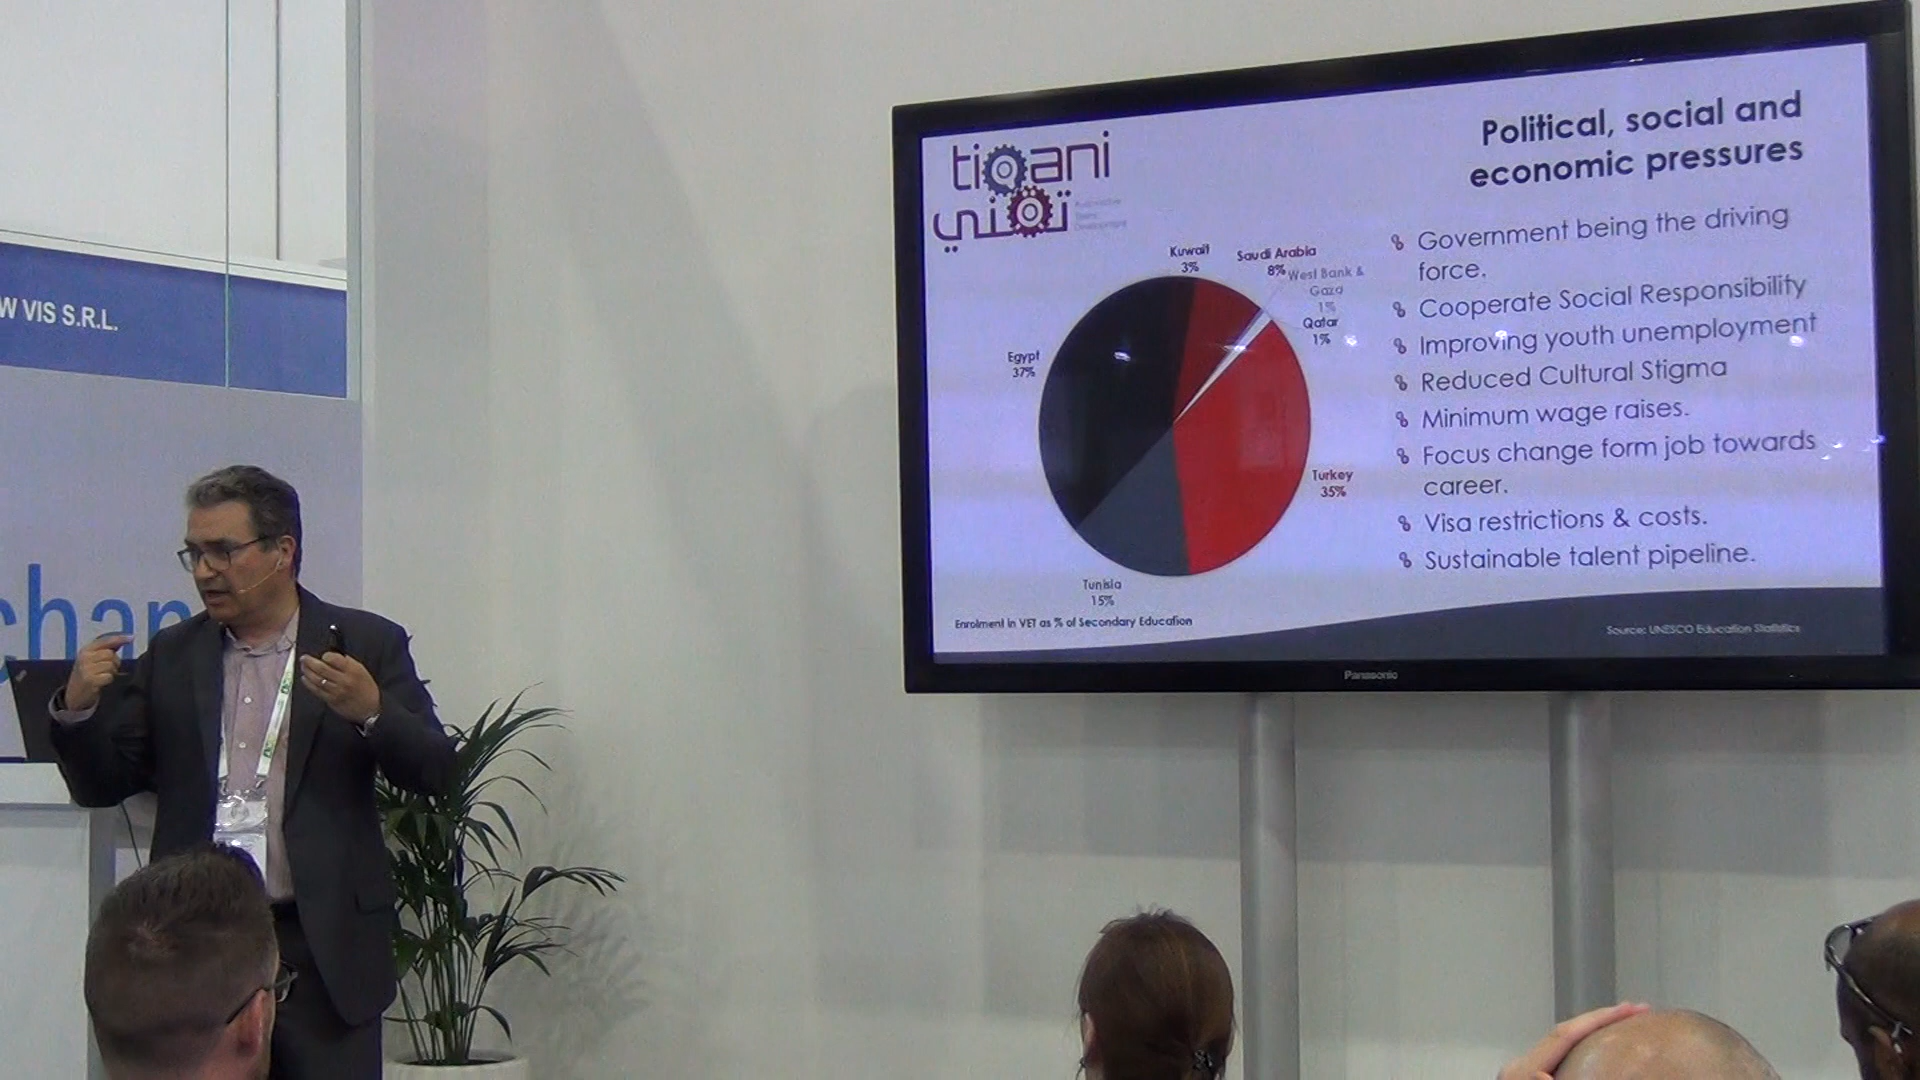 W VIS S.R.L.
chan
tiqani
تقني
Automotive
Talent
Development
Political, social and
economic pressures
Kuwait
3%
Saudi Arabia
8%
West Bank &
Gaza
1%
Qatar
1%
Egypt
37%
Turkey
35%
Tunisia
15%
Enrolment in VET as % of Secondary Education
Government being the driving
force.
Cooperate Social Responsibility
Improving youth unemployment
Reduced Cultural Stigma
Minimum wage raises.
Focus change form job towards
career.
Visa restrictions & costs.
Sustainable talent pipeline.
Source: UNESCO Education Statistics
Panasonic